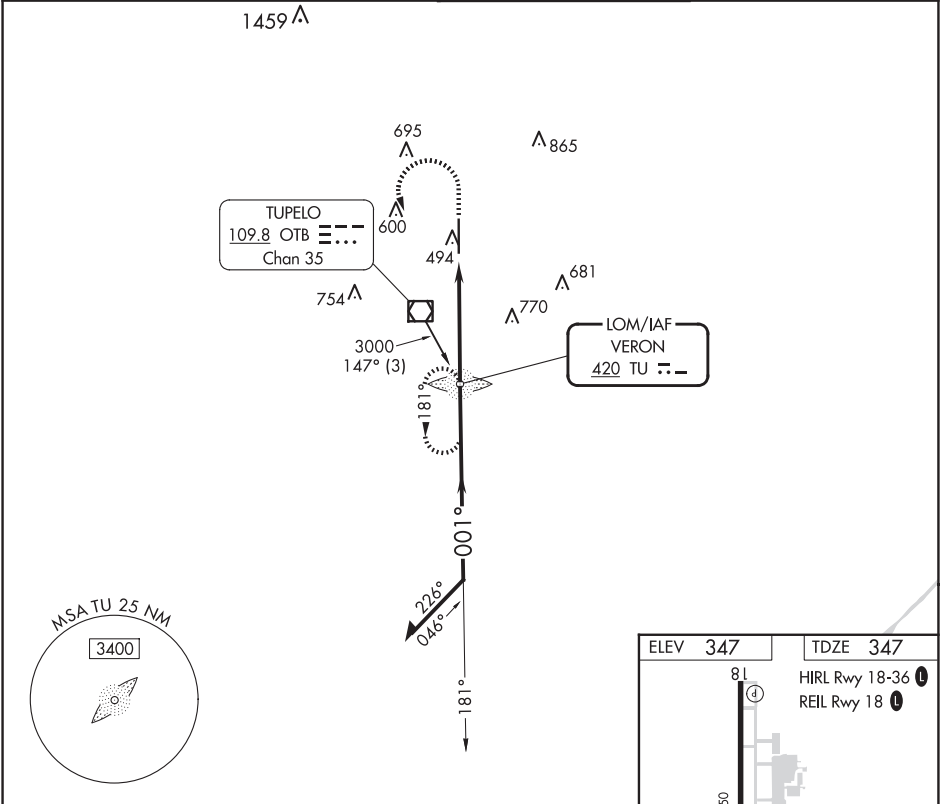 1459
695
865
TUPELO
109.8 OTB
Chan 35
600
494
754
681
770
LOM/IAF
VERON
420 TU
3000
147° (3)
181°
001°
226°
046°
181°
MSA TU 25 NM
3400
ELEV 347
TDZE 347
18
P
HIRL Rwy 18-36 L
REIL Rwy 18 L
50